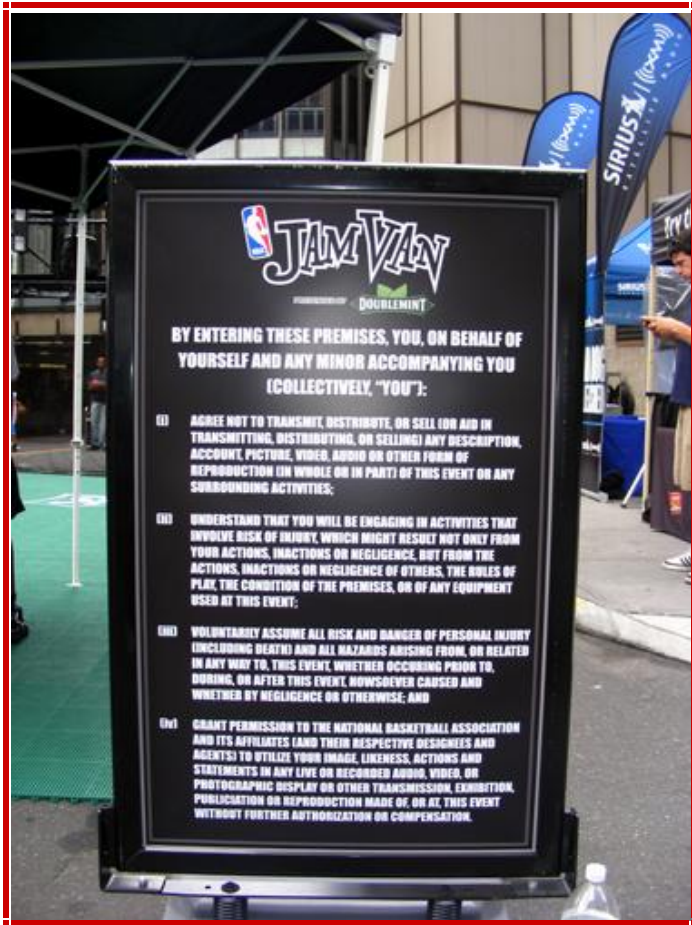 NBA
JAM VAN
PRESENTED BY DOUBLEMINT
BY ENTERING THESE PREMISES, YOU, ON BEHALF OF
YOURSELF AND ANY MINOR ACCOMPANYING YOU
(COLLECTIVELY, "YOU"):
(i) AGREE NOT TO TRANSMIT, DISTRIBUTE, OR SELL (OR AID IN
TRANSMITTING, DISTRIBUTING, OR SELLING) ANY DESCRIPTION,
ACCOUNT, PICTURE, VIDEO, AUDIO OR OTHER FORM OF
REPRODUCTION (IN WHOLE OR IN PART) OF THIS EVENT OR ANY
SURROUNDING ACTIVITIES;
(ii) UNDERSTAND THAT YOU WILL BE ENGAGING IN ACTIVITIES THAT
INVOLVE RISK OF INJURY, WHICH MIGHT RESULT NOT ONLY FROM
YOUR ACTIONS, INACTIONS OR NEGLIGENCE, BUT FROM THE
ACTIONS, INACTIONS OR NEGLIGENCE OF OTHERS, THE RULES OF
PLAY, THE CONDITION OF THE PREMISES, OR OF ANY EQUIPMENT
USED AT THIS EVENT;
(iii) VOLUNTARILY ASSUME ALL RISK AND DANGER OF PERSONAL INJURY
(INCLUDING DEATH) AND ALL HAZARDS ARISING FROM, OR RELATED
IN ANY WAY TO, THIS EVENT, WHETHER OCCURING PRIOR TO,
DURING, OR AFTER THIS EVENT, HOWSOEVER CAUSED AND
WHETHER BY NEGLIGENCE OR OTHERWISE; AND
(iv) GRANT PERMISSION TO THE NATIONAL BASKETBALL ASSOCIATION
AND ITS AFFILIATES (AND THEIR RESPECTIVE DESIGNEES AND
AGENTS) TO UTILIZE YOUR IMAGE, LIKENESS, ACTIONS AND
STATEMENTS IN ANY LIVE OR RECORDED AUDIO, VIDEO, OR
PHOTOGRAPHIC DISPLAY OR OTHER TRANSMISSION, EXHIBITION,
PUBLICIATION OR REPRODUCTION MADE OF, OR AT, THIS EVENT
WITHOUT FURTHER AUTHORIZATION OR COMPENSATION.
SIRIUS XM
SATELLITE RADIO
XM
SIRIUS